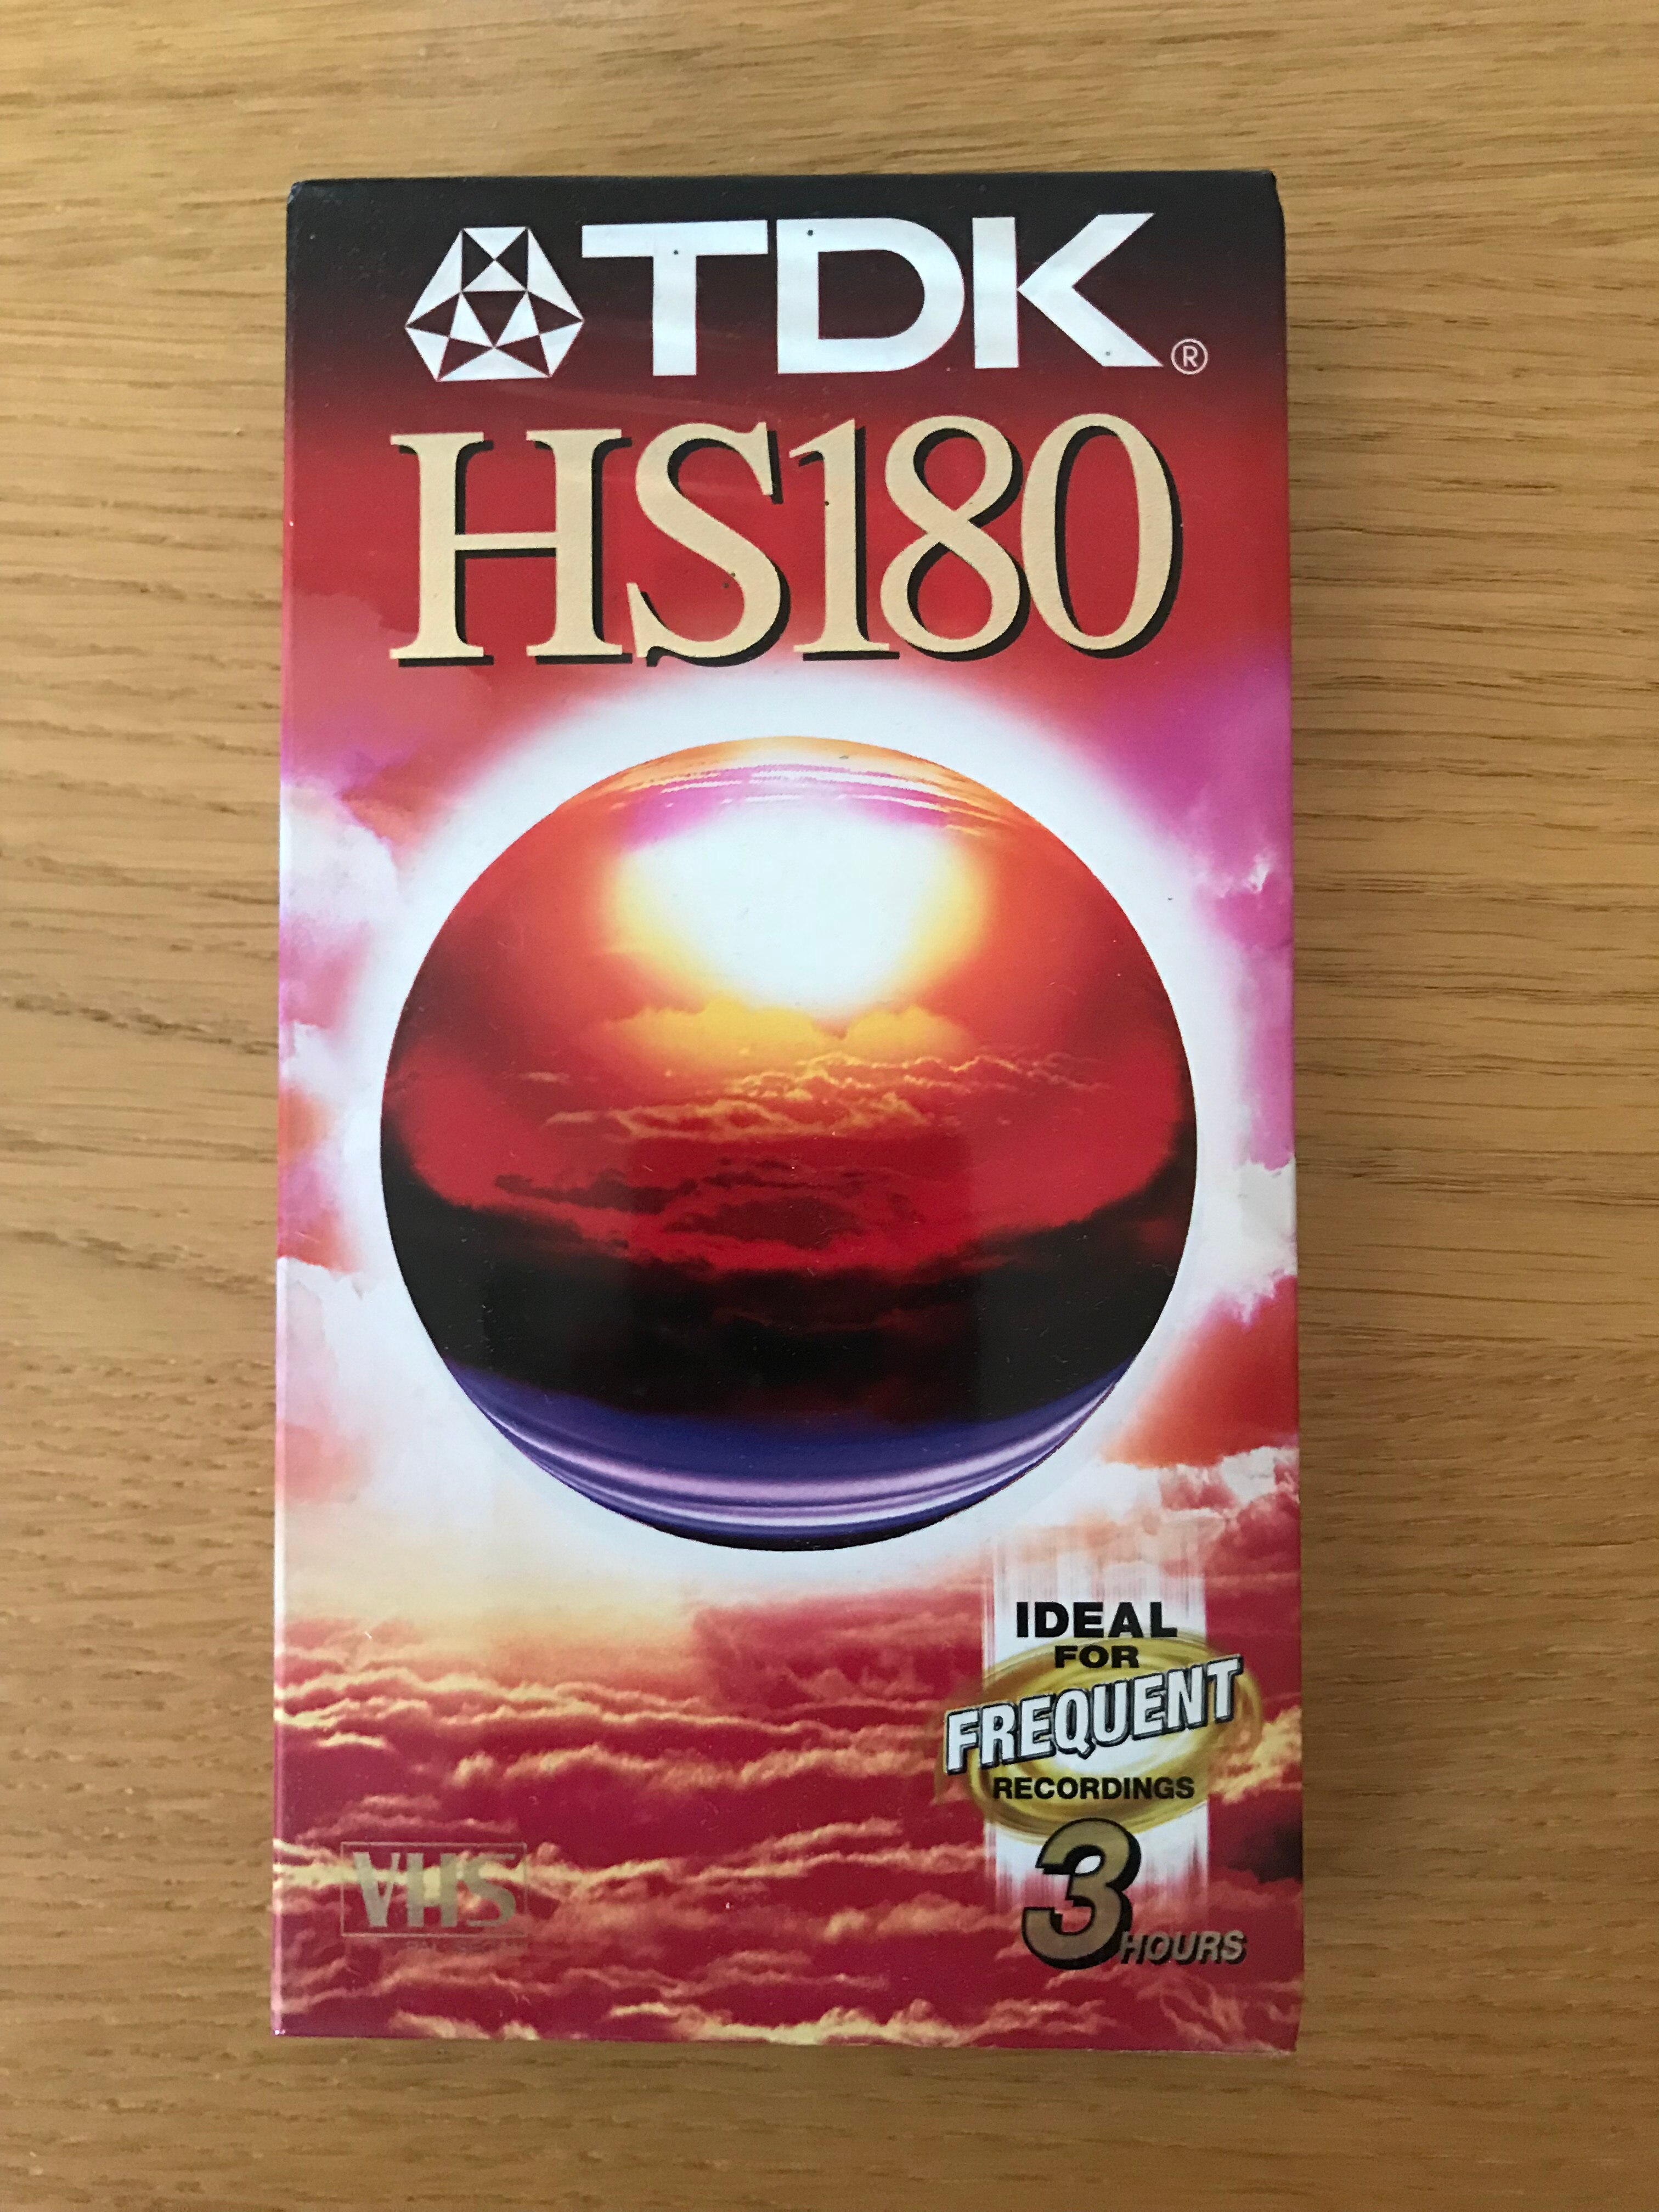 TDK®
HS180
IDEAL
FOR
FREQUENT
RECORDINGS
3 HOURS
VHS